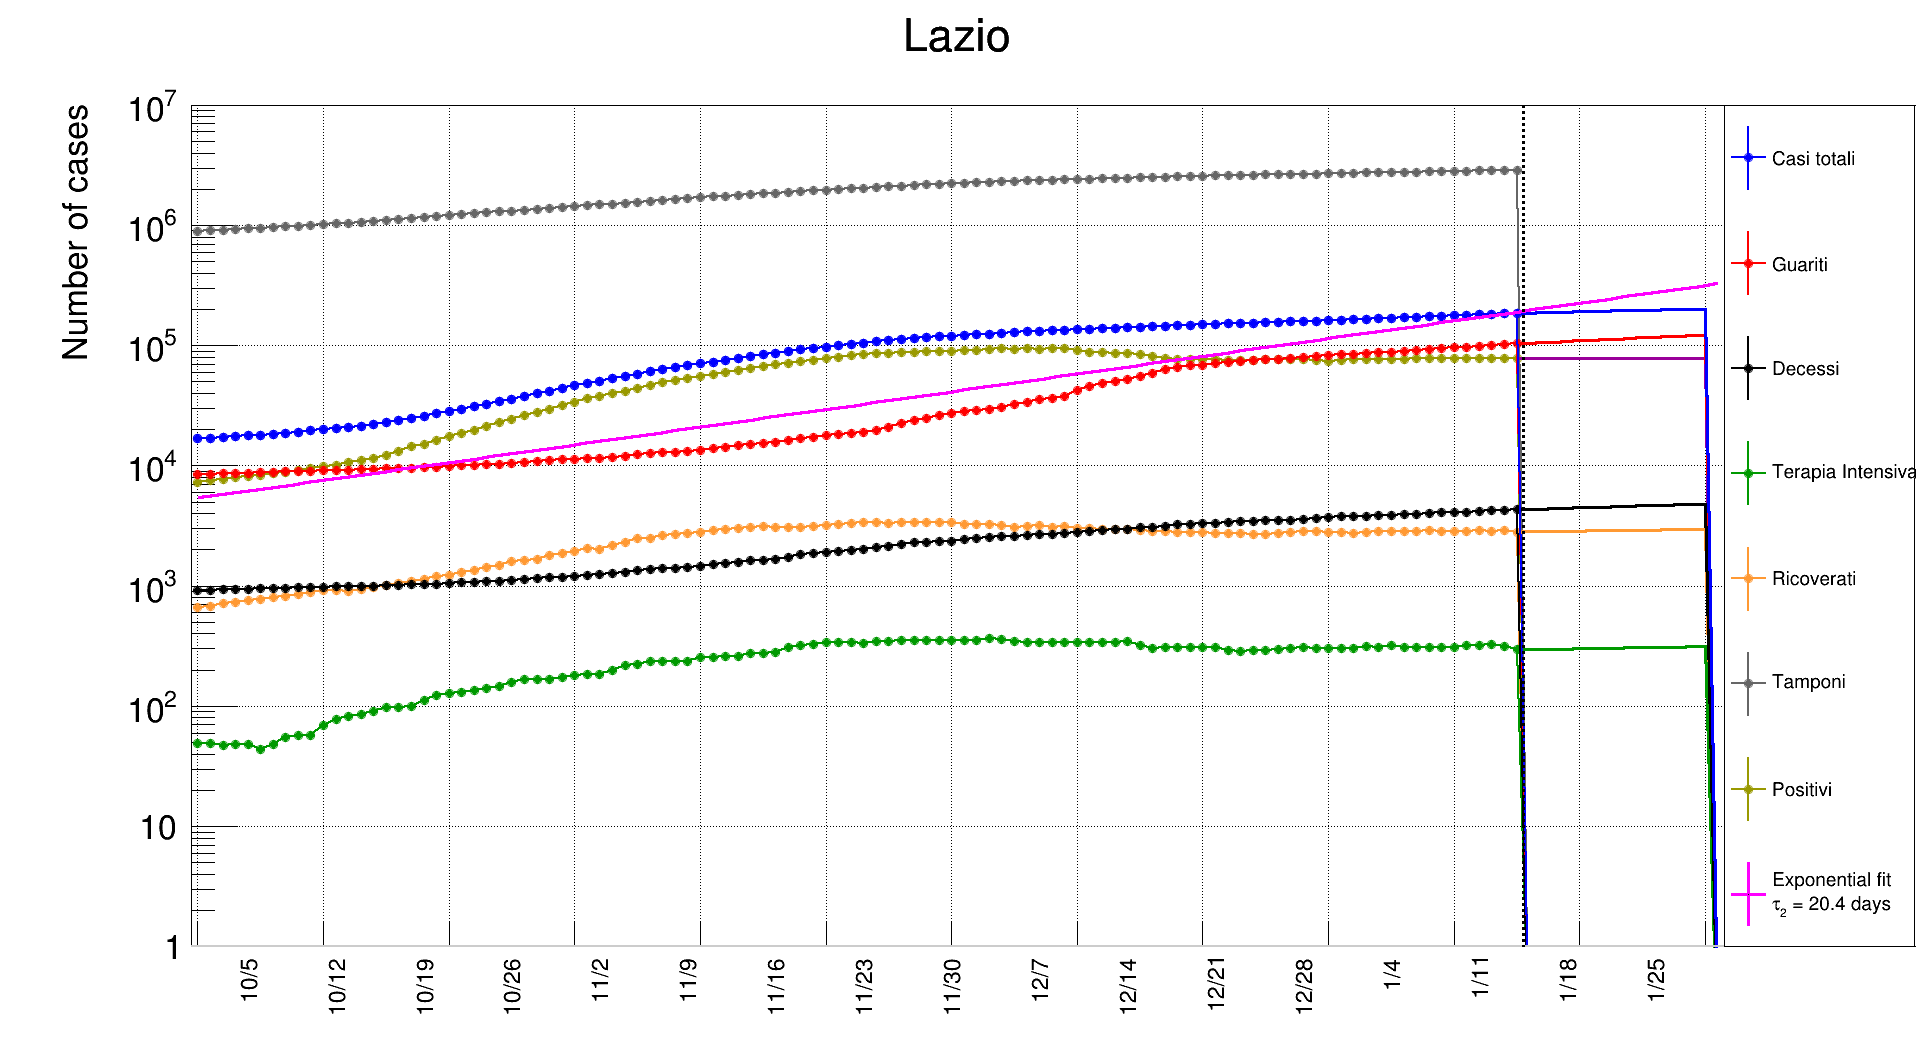 Lazio
Number of cases
10^7
10^6
10^5
10^4
10^3
10^2
10
1
10/5
10/12
10/19
10/26
11/2
11/9
11/16
11/23
11/30
12/7
12/14
12/21
12/28
1/4
1/11
1/18
1/25
Casi totali
Guariti
Decessi
Terapia Intensiva
Ricoverati
Tamponi
Positivi
Exponential fit
τ_2 = 20.4 days